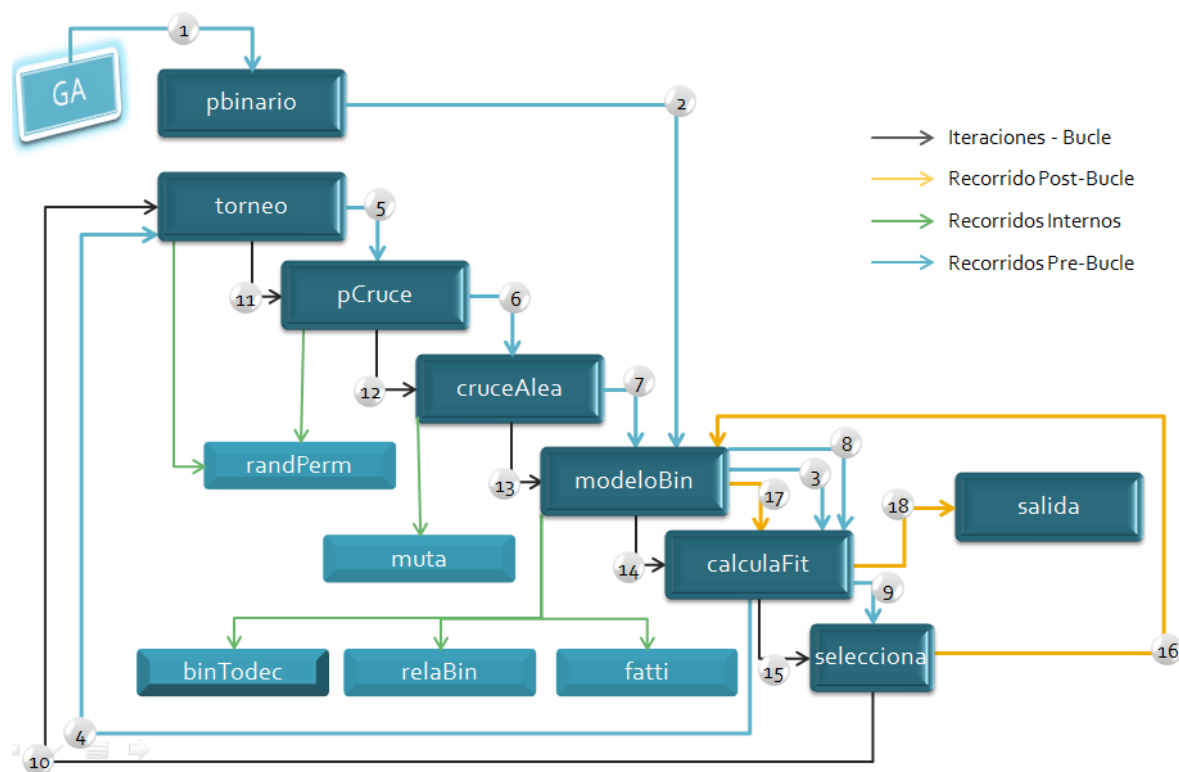 1
GA
pbinario
2
Iteraciones - Bucle
Recorrido Post-Bucle
Recorridos Internos
Recorridos Pre-Bucle
torneo
5
11
pCruce
6
12
cruceAlea
7
randPerm
13
modeloBin
8
3
17
18
salida
muta
14
calculaFit
9
binTodec
relaBin
fatti
15
selecciona
16
4
10